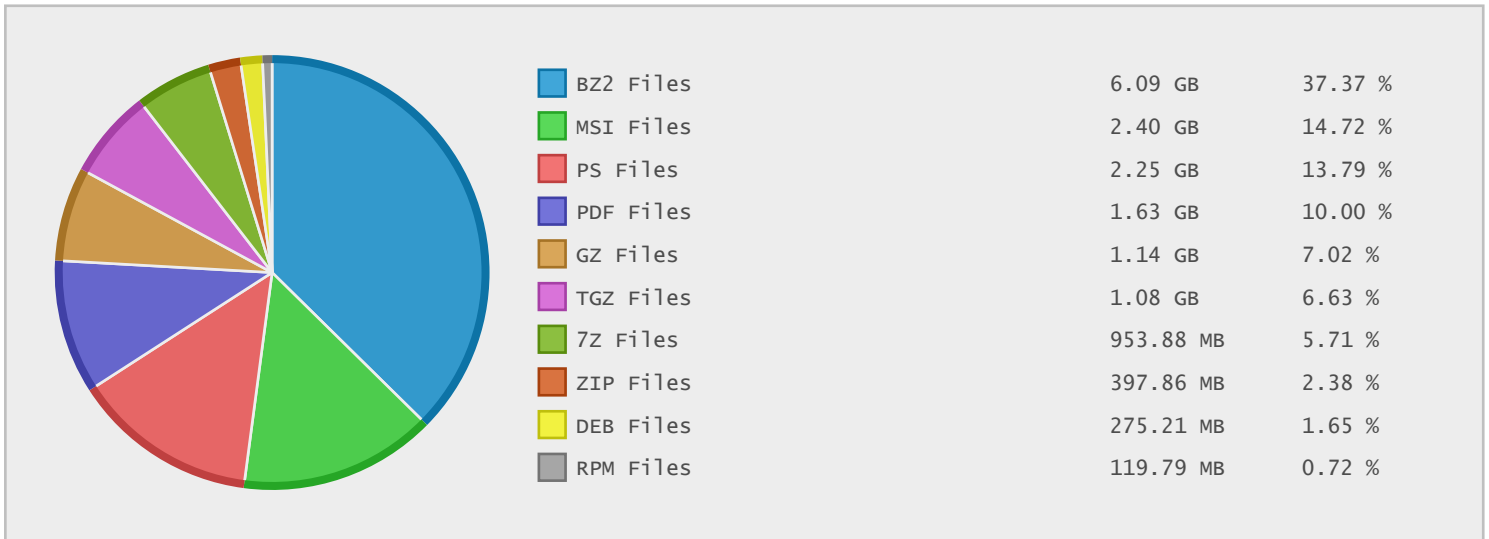 BZ2 Files 6.09 GB 37.37 %
MSI Files 2.40 GB 14.72 %
PS Files 2.25 GB 13.79 %
PDF Files 1.63 GB 10.00 %
GZ Files 1.14 GB 7.02 %
TGZ Files 1.08 GB 6.63 %
7Z Files 953.88 MB 5.71 %
ZIP Files 397.86 MB 2.38 %
DEB Files 275.21 MB 1.65 %
RPM Files 119.79 MB 0.72 %